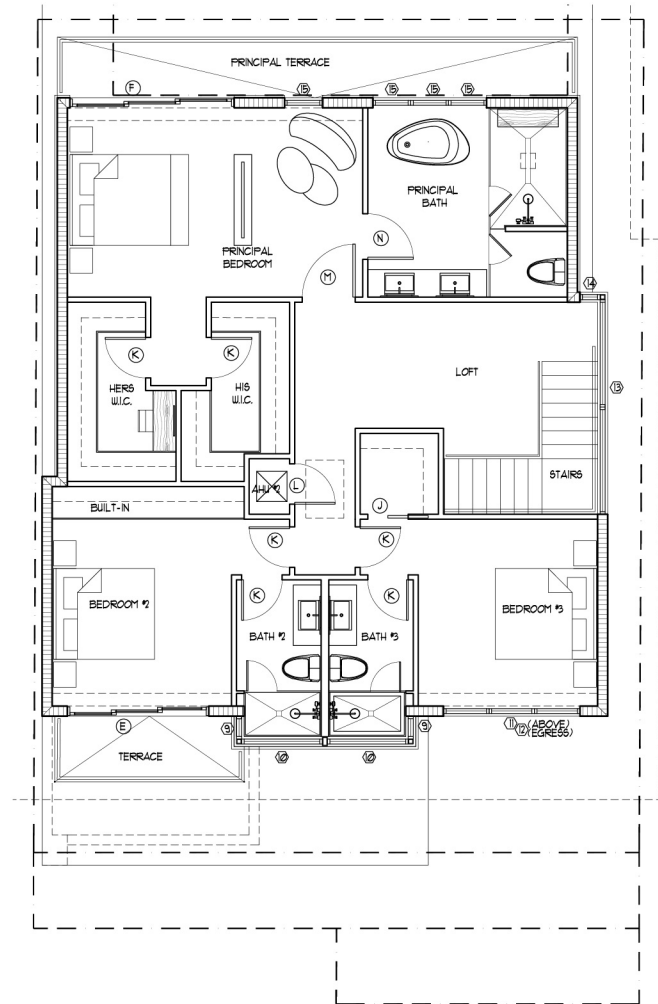 PRINCIPAL TERRACE
F
15
15
15
15
PRINCIPAL
BATH
N
PRINCIPAL
BEDROOM
M
14
K
K
HERS
W.I.C.
HIS
W.I.C.
LOFT
13
STAIRS
AHU #2
L
BUILT-IN
J
K
K
BEDROOM #2
K
K
BEDROOM #3
BATH #2
BATH #3
E
9
9
11
(ABOVE)
12
(EGRESS)
TERRACE
10
10